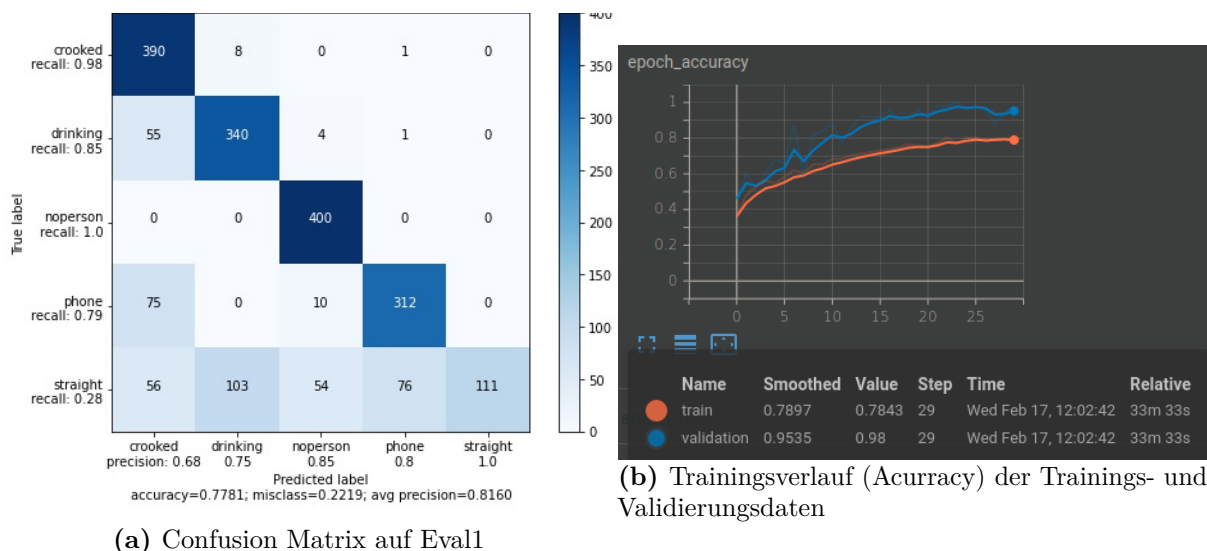 400
350
300
250
200
150
100
50
0
True label
crooked
recall: 0.98
390 8 0 1 0
drinking
recall: 0.85
55 340 4 1 0
noperson
recall: 1.0
0 0 400 0 0
phone
recall: 0.79
75 0 10 312 0
straight
recall: 0.28
56 103 54 76 111
crooked drinking noperson phone straight
precision: 0.68 0.75 0.85 0.8 1.0
Predicted label
accuracy=0.7781; misclass=0.2219; avg precision=0.8160
(a) Confusion Matrix auf Eval1
epoch_accuracy
1
0.8
0.6
0.4
0.2
0
0 5 10 15 20 25
Name Smoothed Value Step Time Relative
train 0.7897 0.7843 29 Wed Feb 17, 12:02:42 33m 33s
validation 0.9535 0.98 29 Wed Feb 17, 12:02:42 33m 33s
(b) Trainingsverlauf (Acurracy) der Trainings- und
Validierungsdaten